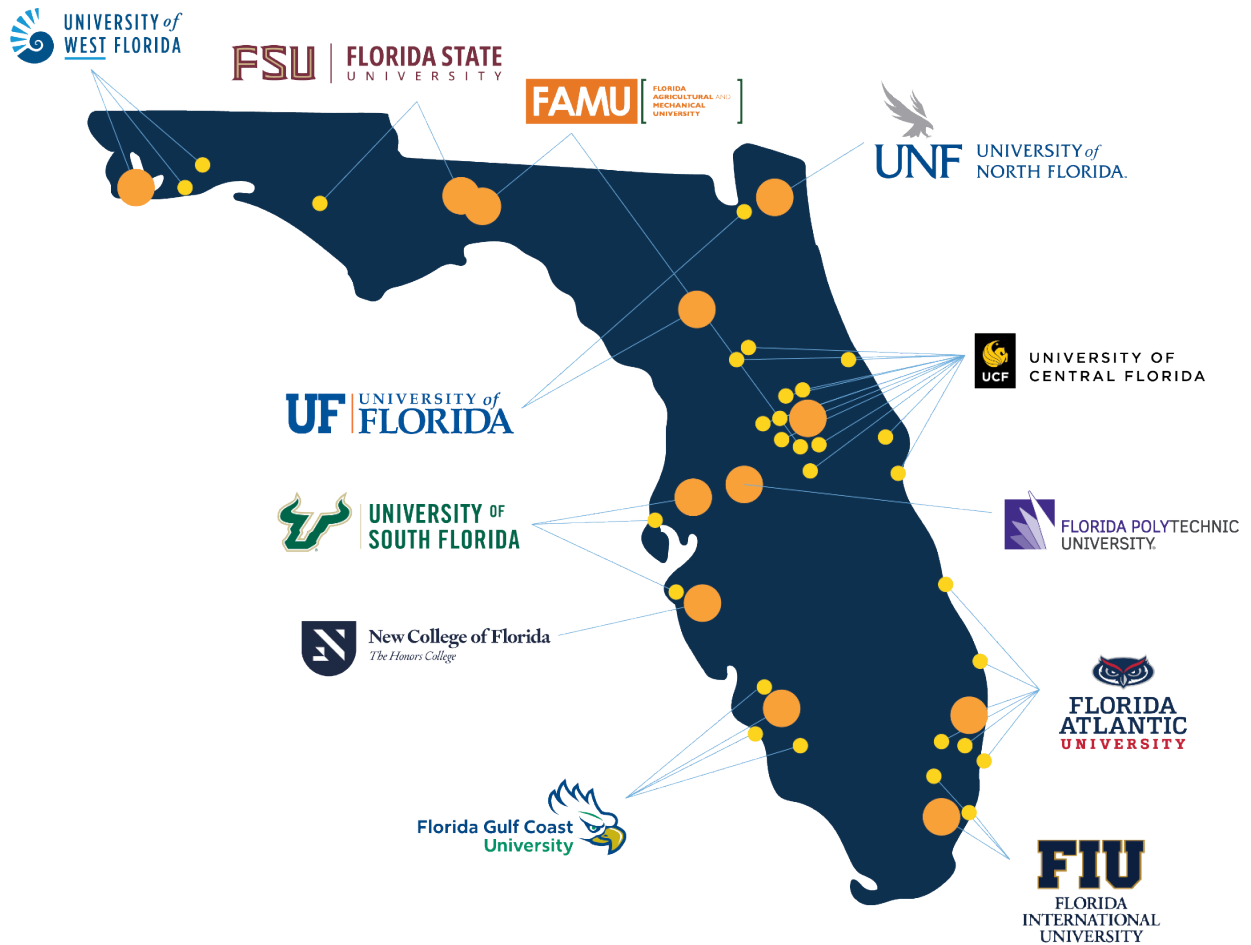 UNIVERSITY of
WEST FLORIDA
FSU
FLORIDA STATE
UNIVERSITY
FAMU
FLORIDA
AGRICULTURAL AND
MECHANICAL
UNIVERSITY
UNF
UNIVERSITY of
NORTH FLORIDA.
UCF
UNIVERSITY OF
CENTRAL FLORIDA
UF
UNIVERSITY of
FLORIDA
UNIVERSITY OF
SOUTH FLORIDA
FLORIDA POLYTECHNIC
UNIVERSITY
N
New College of Florida
The Honors College
FLORIDA
ATLANTIC
UNIVERSITY
Florida Gulf Coast
University
FIU
FLORIDA
INTERNATIONAL
UNIVERSITY